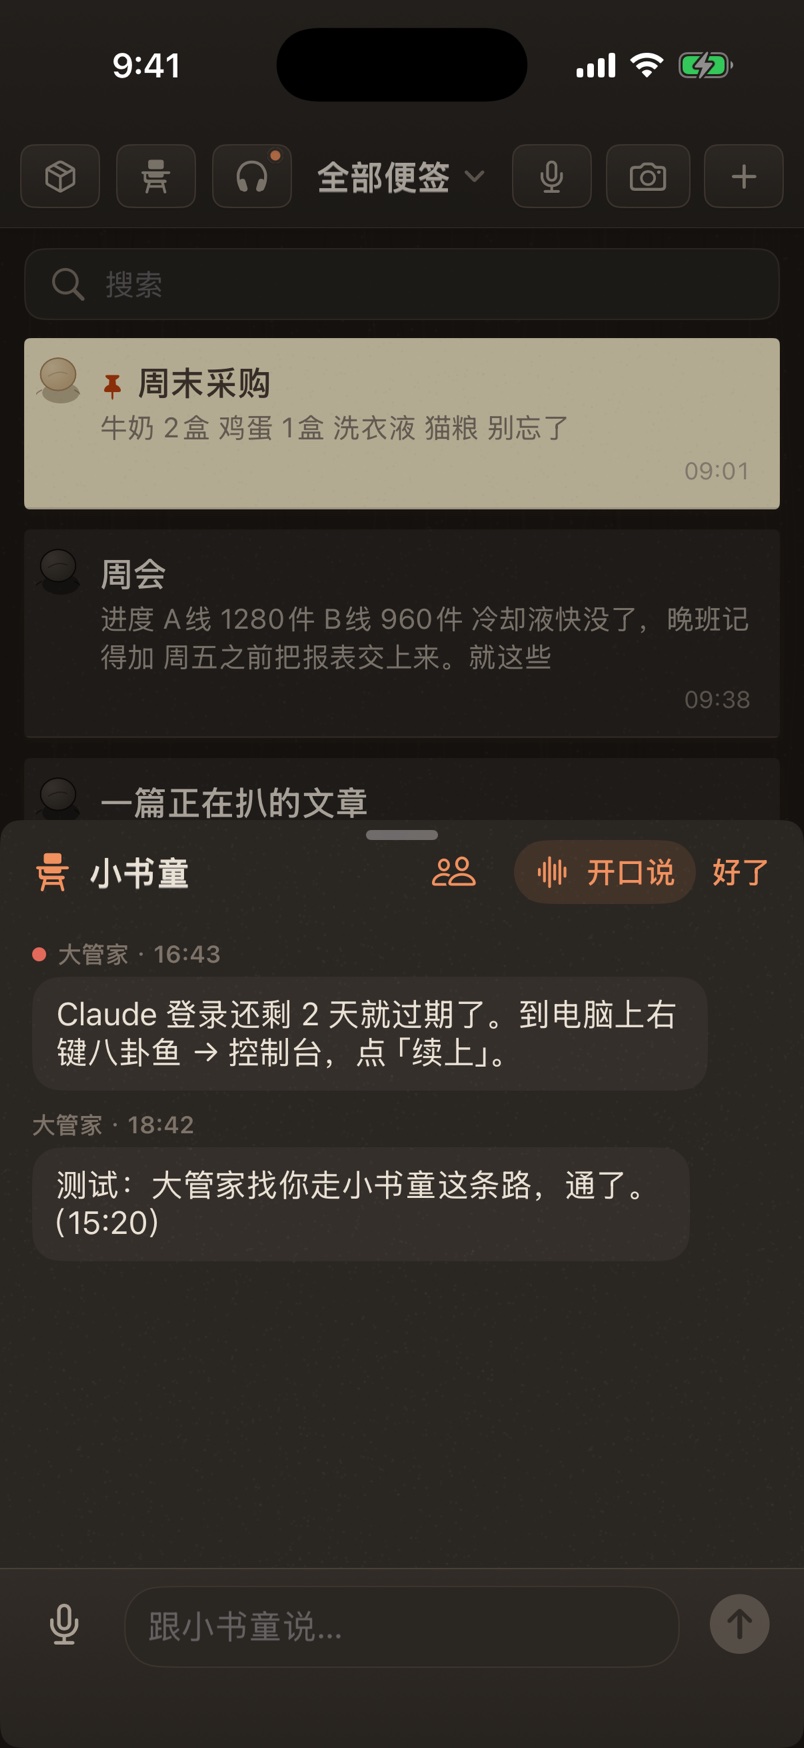 9:41
全部便签
搜索
周末采购
牛奶 2盒 鸡蛋 1盒 洗衣液 猫粮 别忘了
09:01
周会
进度 A线 1280件 B线 960件 冷却液快没了，晚班记
得加 周五之前把报表交上来。就这些
09:38
一篇正在扒的文章
小书童
开口说
好了
大管家 · 16:43
Claude 登录还剩 2 天就过期了。到电脑上右
键八卦鱼 → 控制台，点「续上」。
大管家 · 18:42
测试：大管家找你走小书童这条路，通了。
(15:20)
跟小书童说...